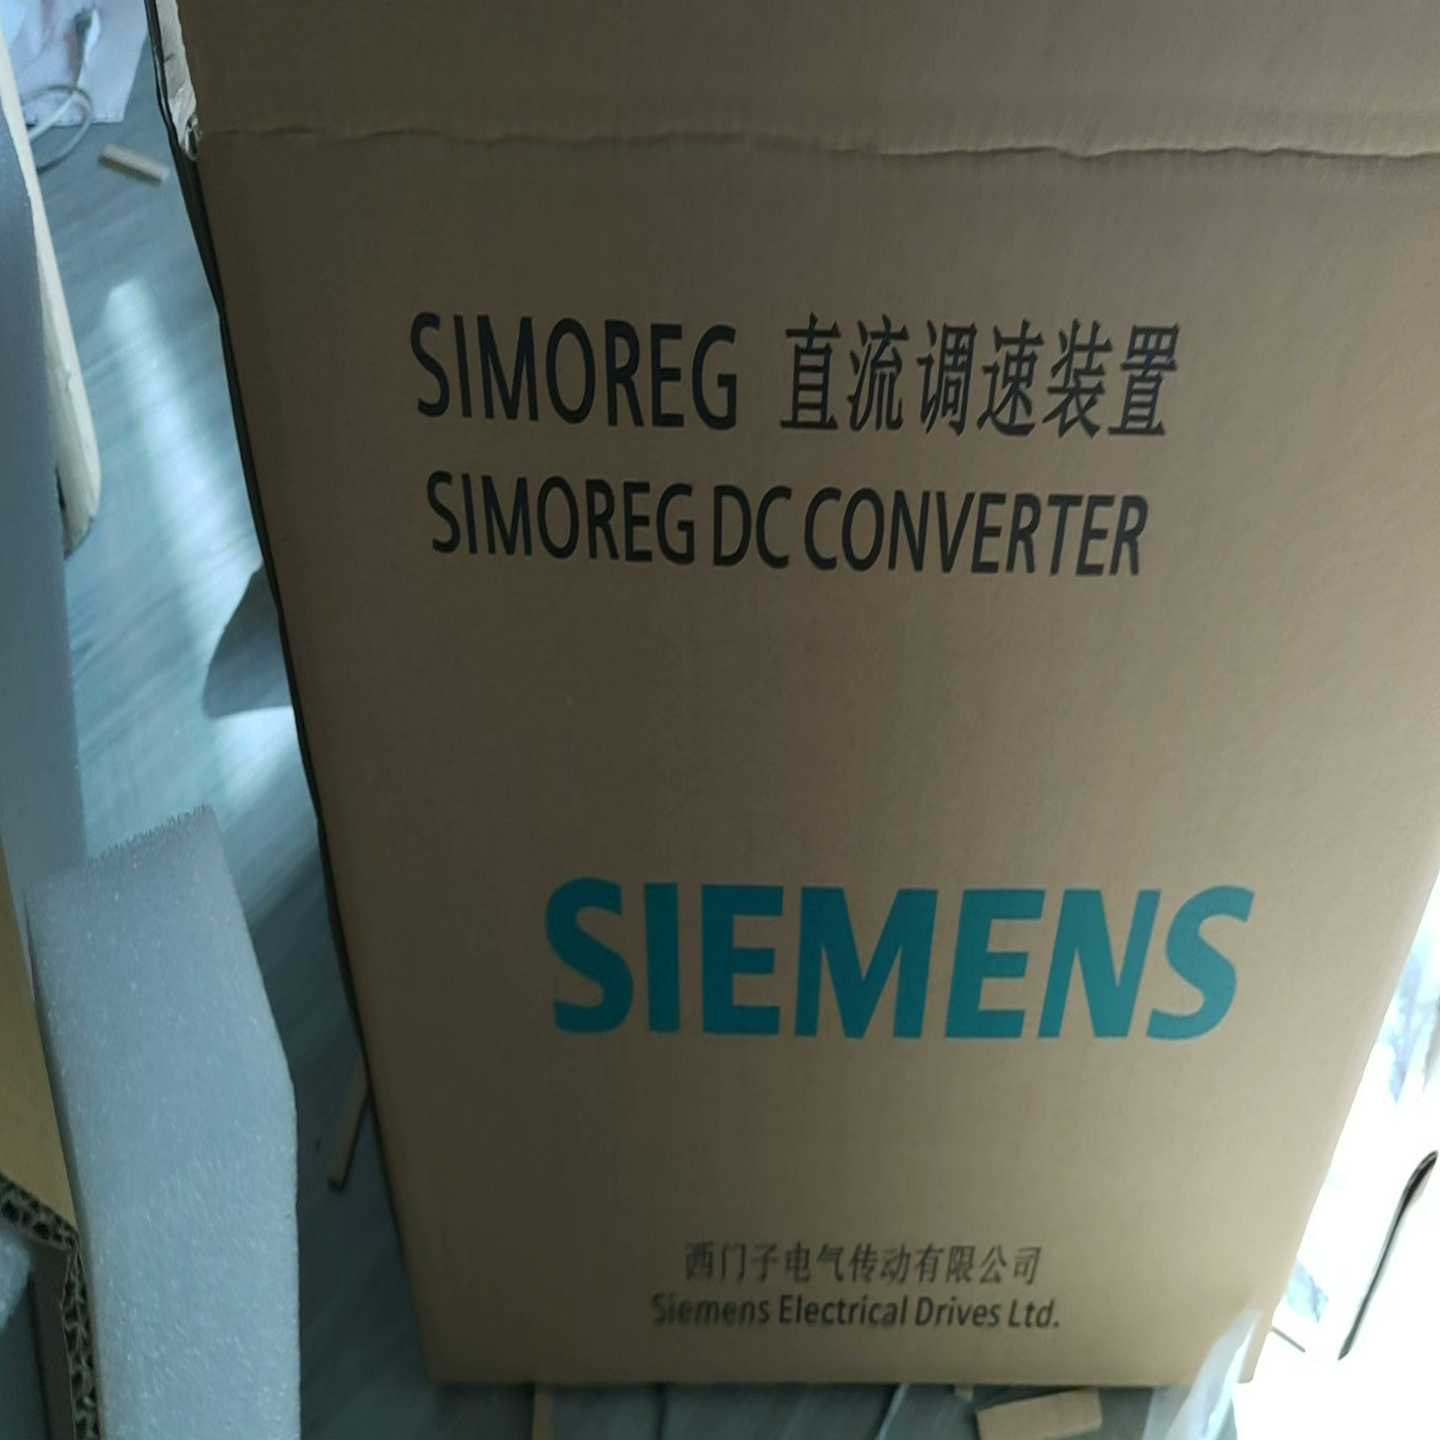 SIMOREG 直流调速装置
SIMOREG DC CONVERTER
SIEMENS
西门子电气传动有限公司
Siemens Electrical Drives Ltd.